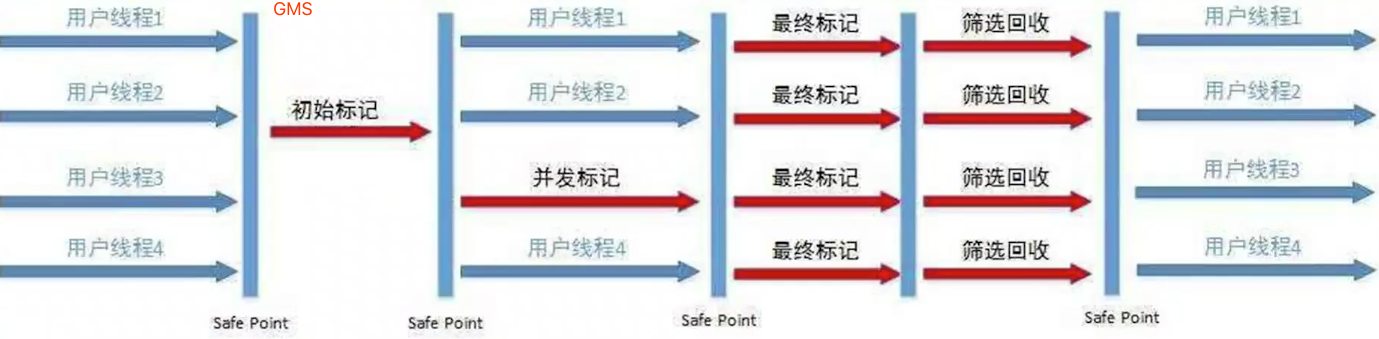 GMS
用户线程1
用户线程1
最终标记
筛选回收
用户线程1
用户线程2
初始标记
用户线程2
最终标记
筛选回收
用户线程2
用户线程3
并发标记
最终标记
筛选回收
用户线程3
用户线程4
用户线程4
最终标记
筛选回收
用户线程4
Safe Point
Safe Point
Safe Point
Safe Point